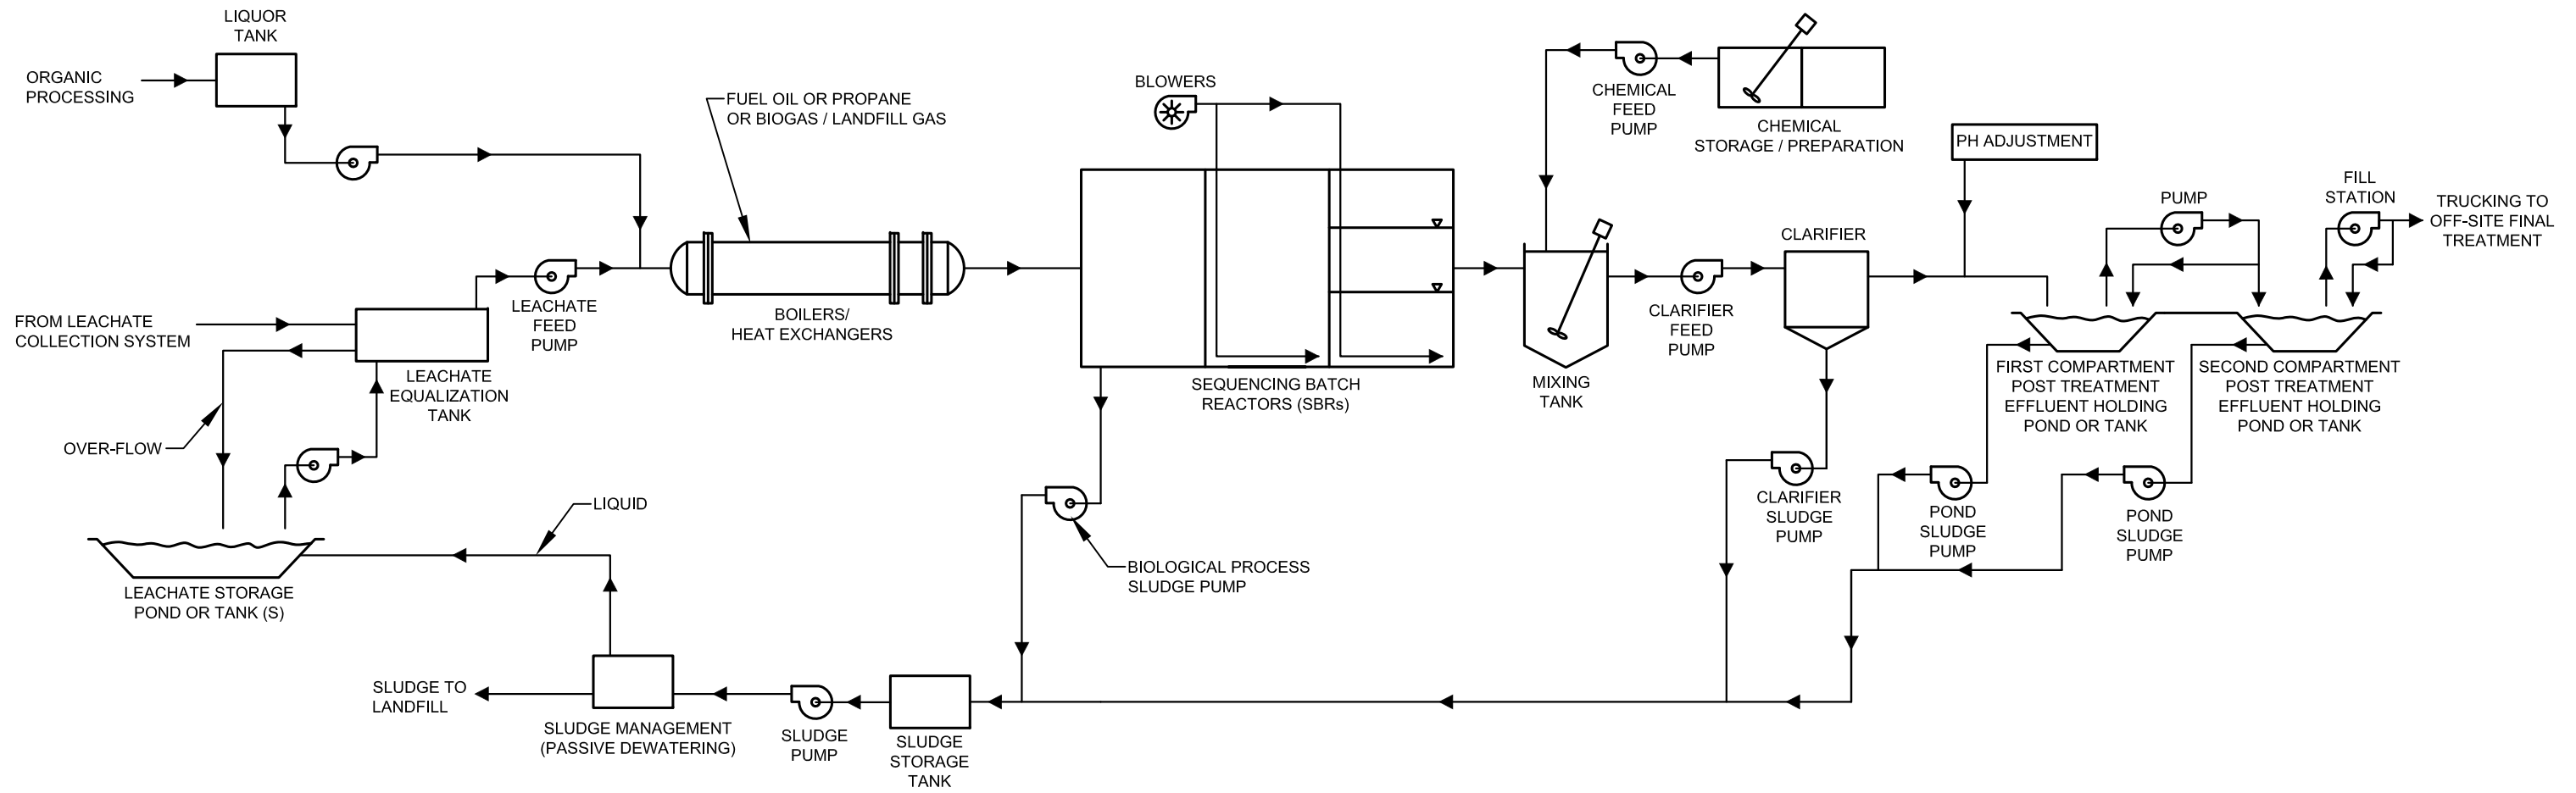 LIQUOR
TANK
ORGANIC
PROCESSING
FUEL OIL OR PROPANE
OR BIOGAS / LANDFILL GAS
BLOWERS
CHEMICAL
FEED
PUMP
CHEMICAL
STORAGE / PREPARATION
PH ADJUSTMENT
PUMP
FILL
STATION
TRUCKING TO
OFF-SITE FINAL
TREATMENT
CLARIFIER
FROM LEACHATE
COLLECTION SYSTEM
LEACHATE
FEED
PUMP
BOILERS/
HEAT EXCHANGERS
LEACHATE
EQUALIZATION
TANK
SEQUENCING BATCH
REACTORS (SBRs)
MIXING
TANK
CLARIFIER
FEED
PUMP
FIRST COMPARTMENT
POST TREATMENT
EFFLUENT HOLDING
POND OR TANK
SECOND COMPARTMENT
POST TREATMENT
EFFLUENT HOLDING
POND OR TANK
OVER-FLOW
LIQUID
CLARIFIER
SLUDGE
PUMP
POND
SLUDGE
PUMP
POND
SLUDGE
PUMP
BIOLOGICAL PROCESS
SLUDGE PUMP
LEACHATE STORAGE
POND OR TANK (S)
SLUDGE TO
LANDFILL
SLUDGE MANAGEMENT
(PASSIVE DEWATERING)
SLUDGE
PUMP
SLUDGE
STORAGE
TANK